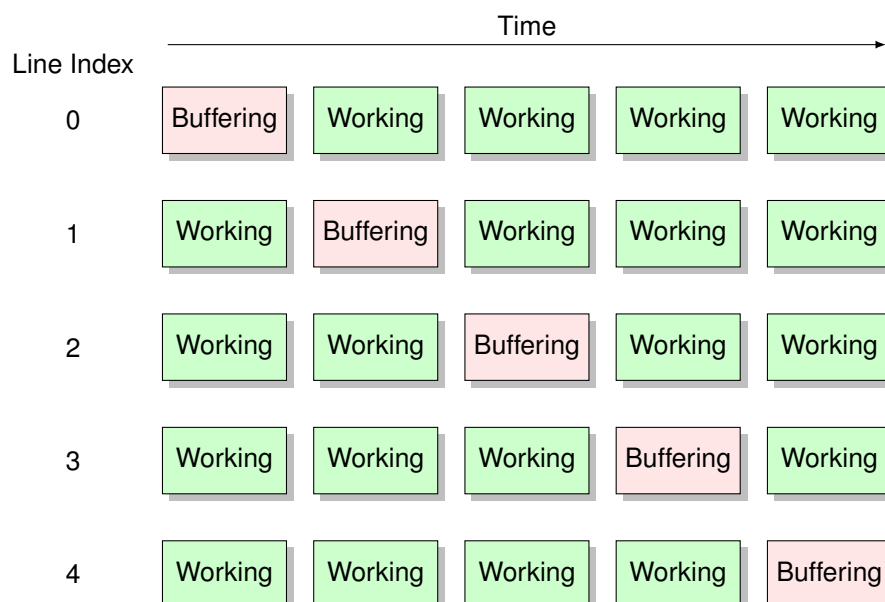 Time
Line Index
0 Buffering Working Working Working Working
1 Working Buffering Working Working Working
2 Working Working Buffering Working Working
3 Working Working Working Buffering Working
4 Working Working Working Working Buffering